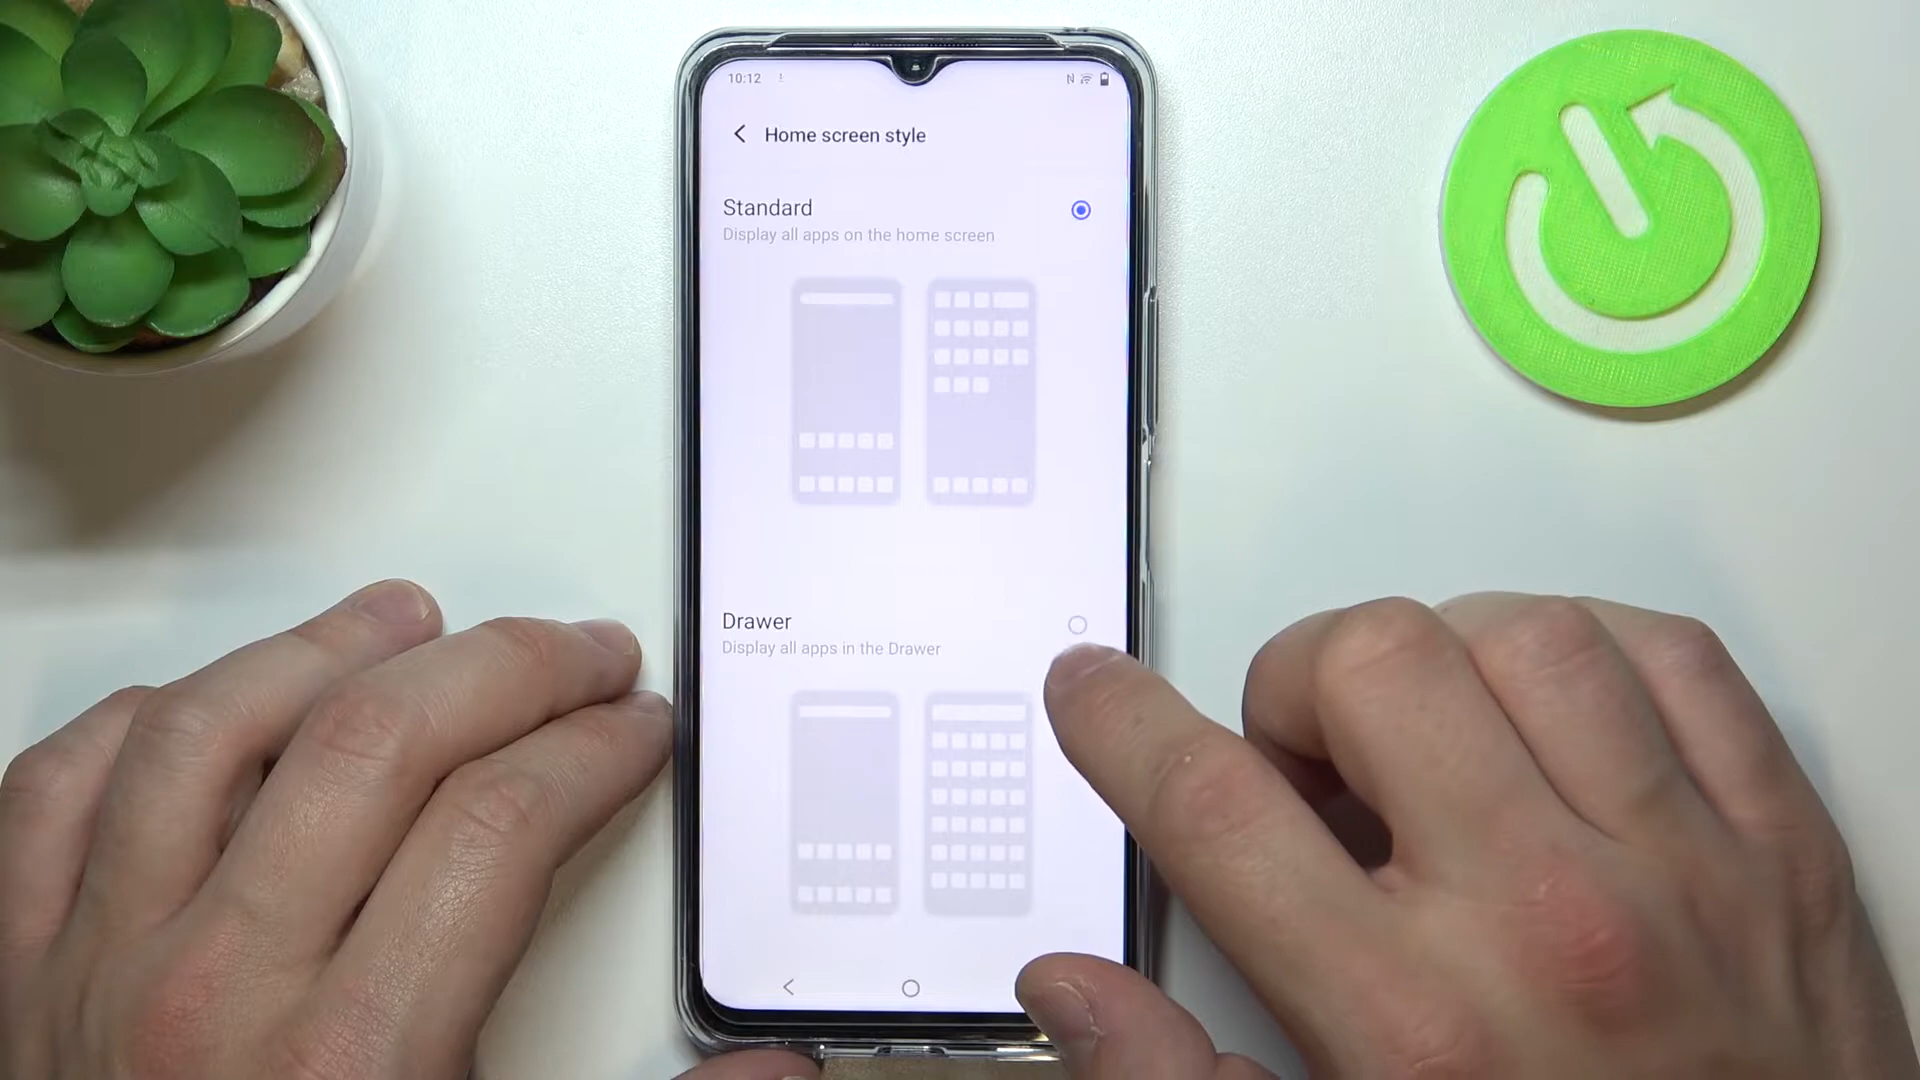 10:12
Home screen style
Standard
Display all apps on the home screen
Drawer
Display all apps in the Drawer